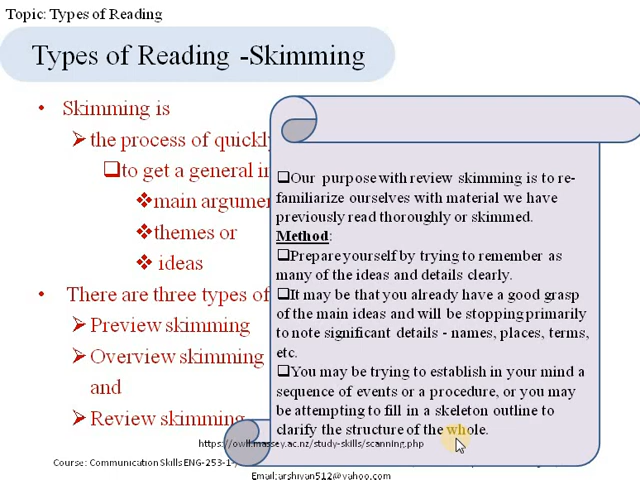 Topic: Types of Reading
Types of Reading -Skimming
• Skimming is
➢the process of quickly
❑to get a general
❖main
❖themes or
❖ ideas
• There are three types of
➢Preview skimming
➢Overview skimming
and
➢Review skimming
❑Our purpose with review skimming is to re-
familiarize ourselves with material we have
previously read thoroughly or skimmed.
Method:
❑Prepare yourself by trying to remember as
many of the ideas and details clearly.
❑It may be that you already have a good grasp
of the main ideas and will be stopping primarily
to note significant details - names, places, terms,
etc.
❑You may be trying to establish in your mind a
sequence of events or a procedure, or you may
be attempting to fill in a skeleton outline to
clarify the structure of the whole.
https://owll.massey.ac.nz/study-skills/scanning.php
Course: Communication Skills ENG-253-1-
Email:arshivan512@yahoo.com